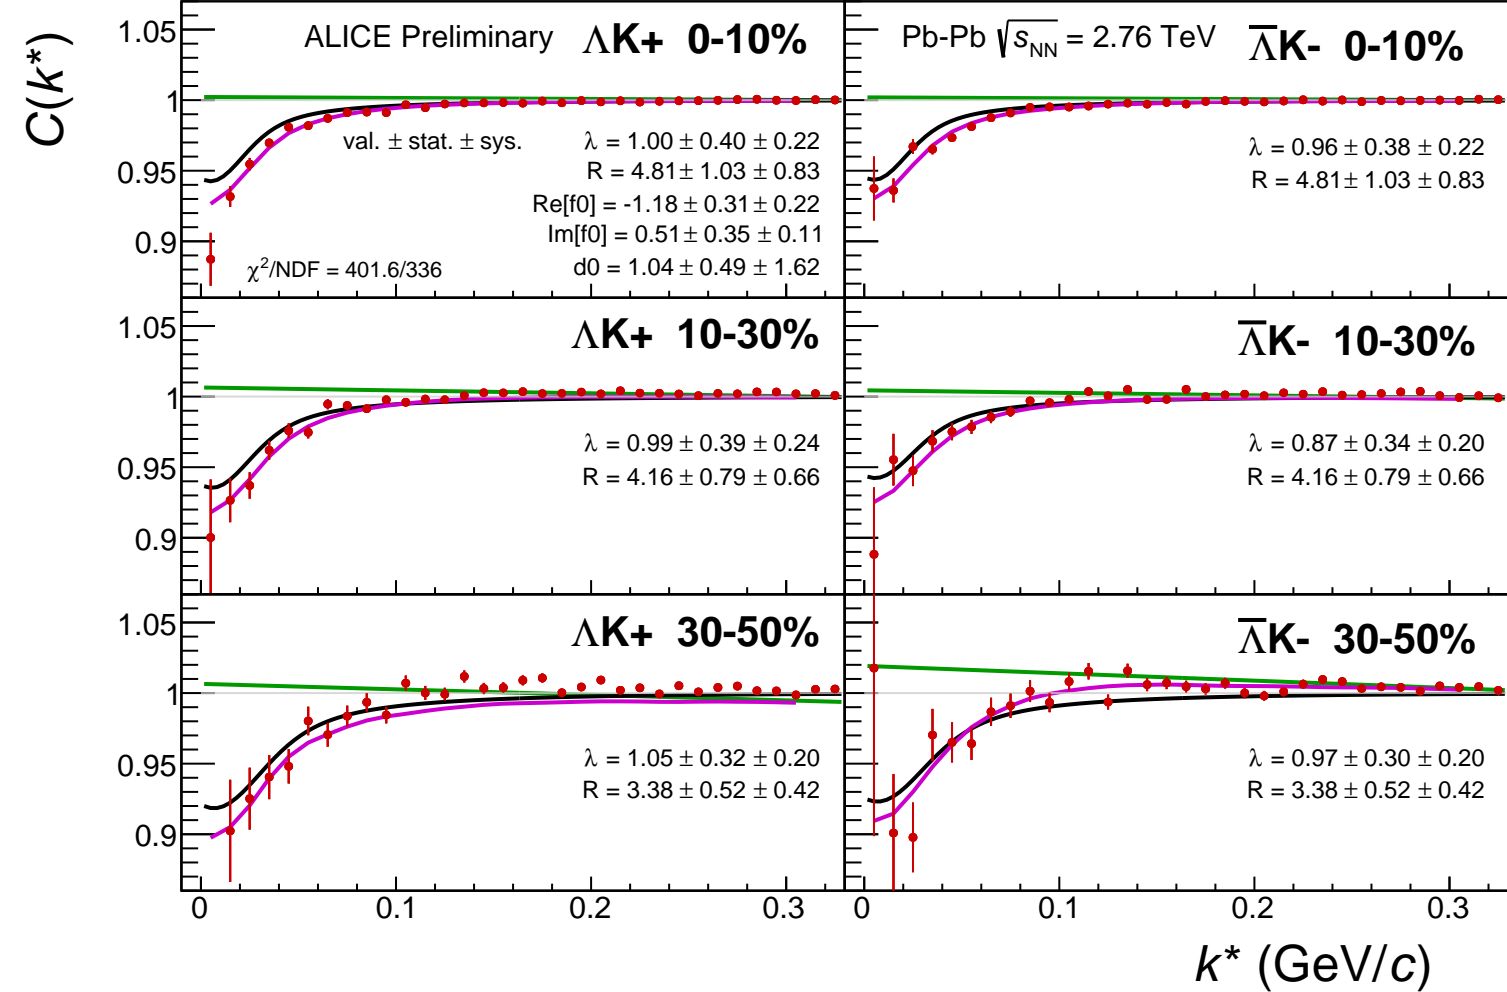 C(k*)
ALICE Preliminary ΛK+ 0-10%
1.05
1
0.95
0.9
val. ± stat. ± sys.
λ = 1.00 ± 0.40 ± 0.22
R = 4.81 ± 1.03 ± 0.83
Re[f0] = -1.18 ± 0.31 ± 0.22
Im[f0] = 0.51 ± 0.35 ± 0.11
d0 = 1.04 ± 0.49 ± 1.62
χ²/NDF = 401.6/336
Pb-Pb √s_NN = 2.76 TeV Λ̅K- 0-10%
λ = 0.96 ± 0.38 ± 0.22
R = 4.81 ± 1.03 ± 0.83
ΛK+ 10-30%
1.05
1
0.95
0.9
λ = 0.99 ± 0.39 ± 0.24
R = 4.16 ± 0.79 ± 0.66
Λ̅K- 10-30%
λ = 0.87 ± 0.34 ± 0.20
R = 4.16 ± 0.79 ± 0.66
ΛK+ 30-50%
1.05
1
0.95
0.9
λ = 1.05 ± 0.32 ± 0.20
R = 3.38 ± 0.52 ± 0.42
Λ̅K- 30-50%
λ = 0.97 ± 0.30 ± 0.20
R = 3.38 ± 0.52 ± 0.42
0 0.1 0.2 0.3 0 0.1 0.2 0.3
k* (GeV/c)